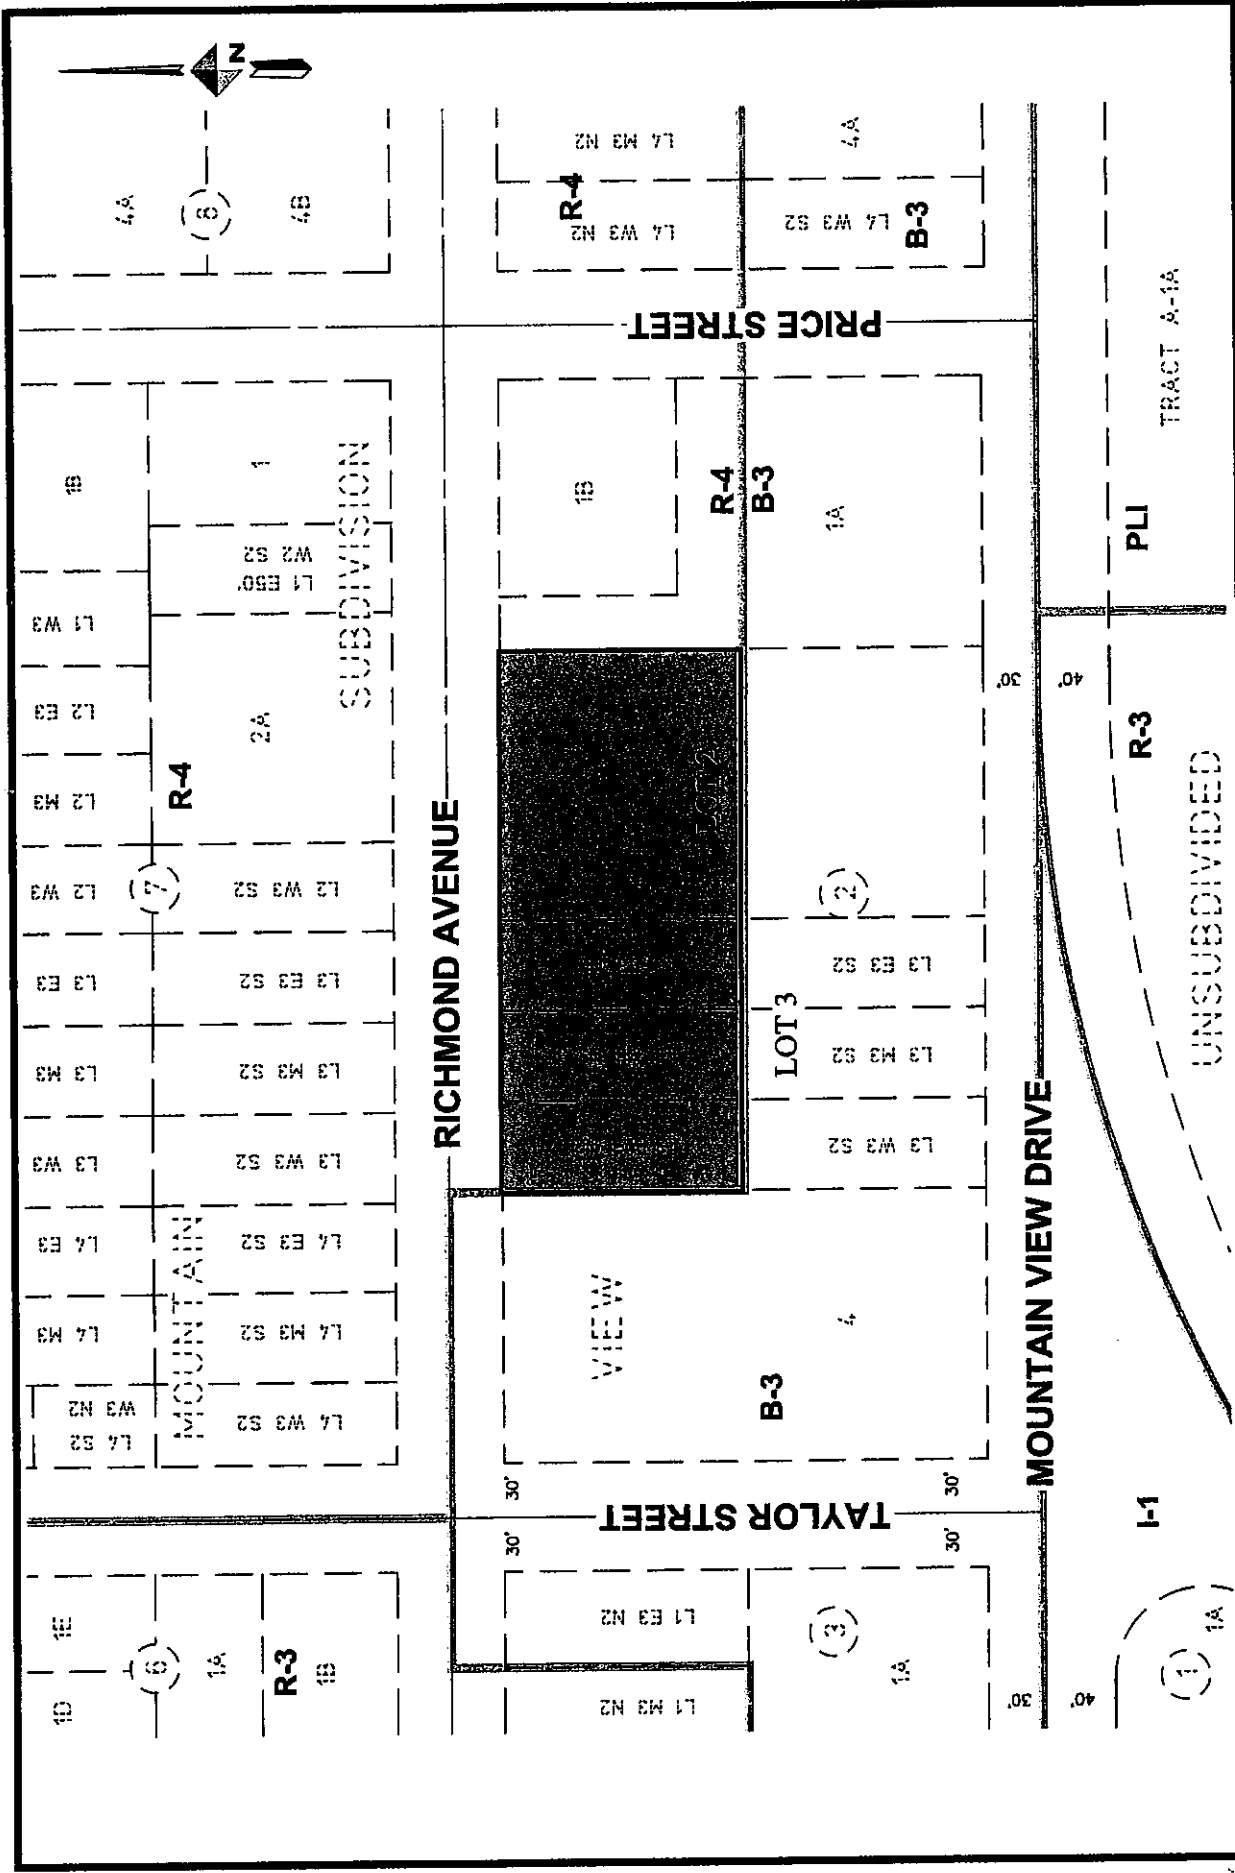 N
4A
8
4B
L4 M3 N2
R-4
L4 W3 N2
4A
L4 W3 S2
B-3
PRICE STREET
TRACT A-1A
1B
1
L1 E50'
W2 S2
SUBDIVISION
1B
R-4
B-3
1A
PLI
L1 W3
L2 E3
L2 M3
L2 W3
2A
R-4
7
L2 W3 S2
RICHMOND AVENUE
LOT 2
2
30'
40'
R-3
UNSUBDIVIDED
L3 E3
L3 M3
L3 W3
L3 E3 S2
L3 M3 S2
L3 W3 S2
L3 E3 S2
LOT 3
L3 M3 S2
L3 W3 S2
MOUNTAIN VIEW DRIVE
L4 E3
L4 M3
W3 N2
L4 S2
MOUNTAIN
L4 E3 S2
L4 M3 S2
L4 W3 S2
VIEW
4
B-3
30'
30'
TAYLOR STREET
30'
30'
I-1
1E
1D
6
1A
R-3
1B
L1 E3 N2
L1 M3 N2
3
1A
30'
40'
1
1A